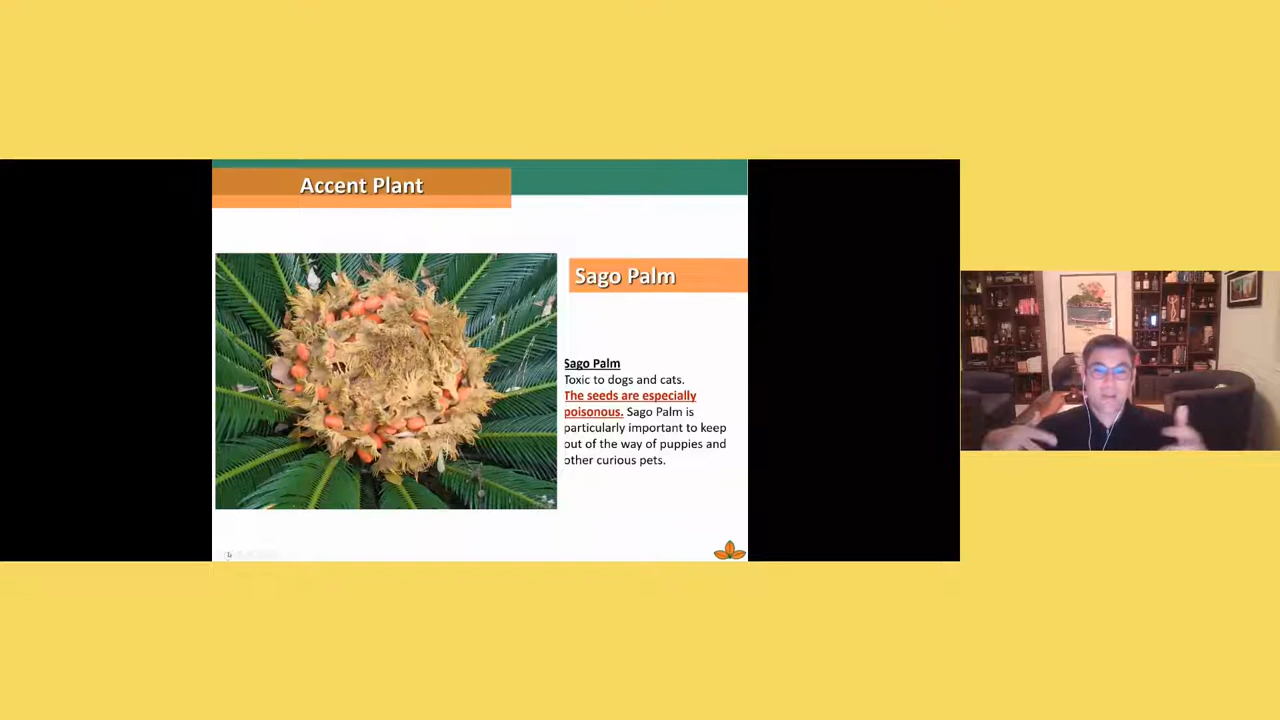 Accent Plant
Sago Palm
Sago Palm
Toxic to dogs and cats.
The seeds are especially
poisonous. Sago Palm is
particularly important to keep
out of the way of puppies and
other curious pets.